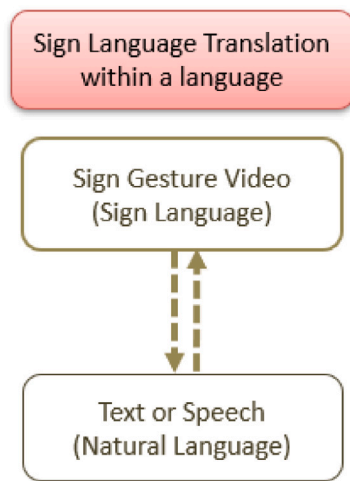 Sign Language Translation
within a language
Sign Gesture Video
(Sign Language)
Text or Speech
(Natural Language)